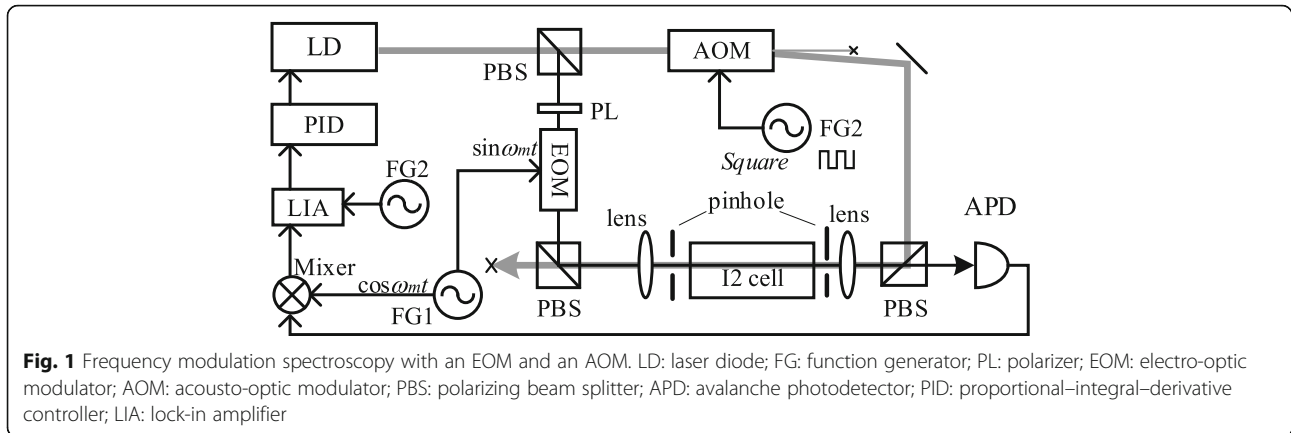 LD
PBS
AOM
PL
PID
sinωmt
EOM
FG2
Square
FG2
LIA
lens
pinhole
lens
APD
Mixer
cosωmt
FG1
PBS
I2 cell
PBS
Fig. 1 Frequency modulation spectroscopy with an EOM and an AOM. LD: laser diode; FG: function generator; PL: polarizer; EOM: electro-optic
modulator; AOM: acousto-optic modulator; PBS: polarizing beam splitter; APD: avalanche photodetector; PID: proportional–integral–derivative
controller; LIA: lock-in amplifier